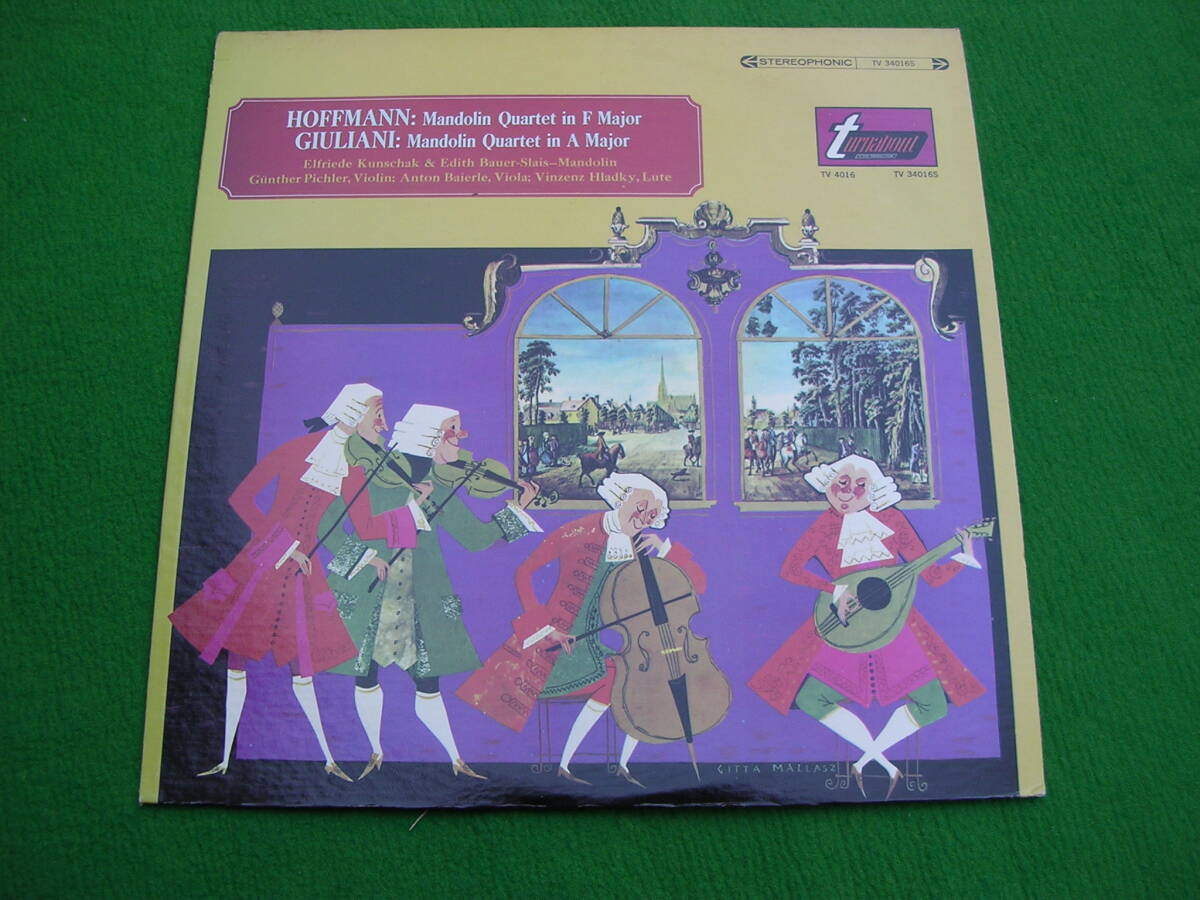 STEREOPHONIC TV 34016S
HOFFMANN: Mandolin Quartet in F Major
GIULIANI: Mandolin Quartet in A Major
Elfriede Kunschak & Edith Bauer-Slais—Mandolin
Günther Pichler, Violin; Anton Baierle, Viola; Vinzenz Hladky, Lute
turnabout
TV 4016 TV 34016S
GITTA MALLASZ